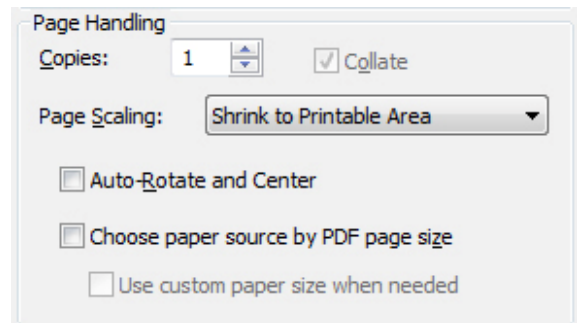 Page Handling
Copies: 1 Collate
Page Scaling: Shrink to Printable Area
Auto-Rotate and Center
Choose paper source by PDF page size
Use custom paper size when needed